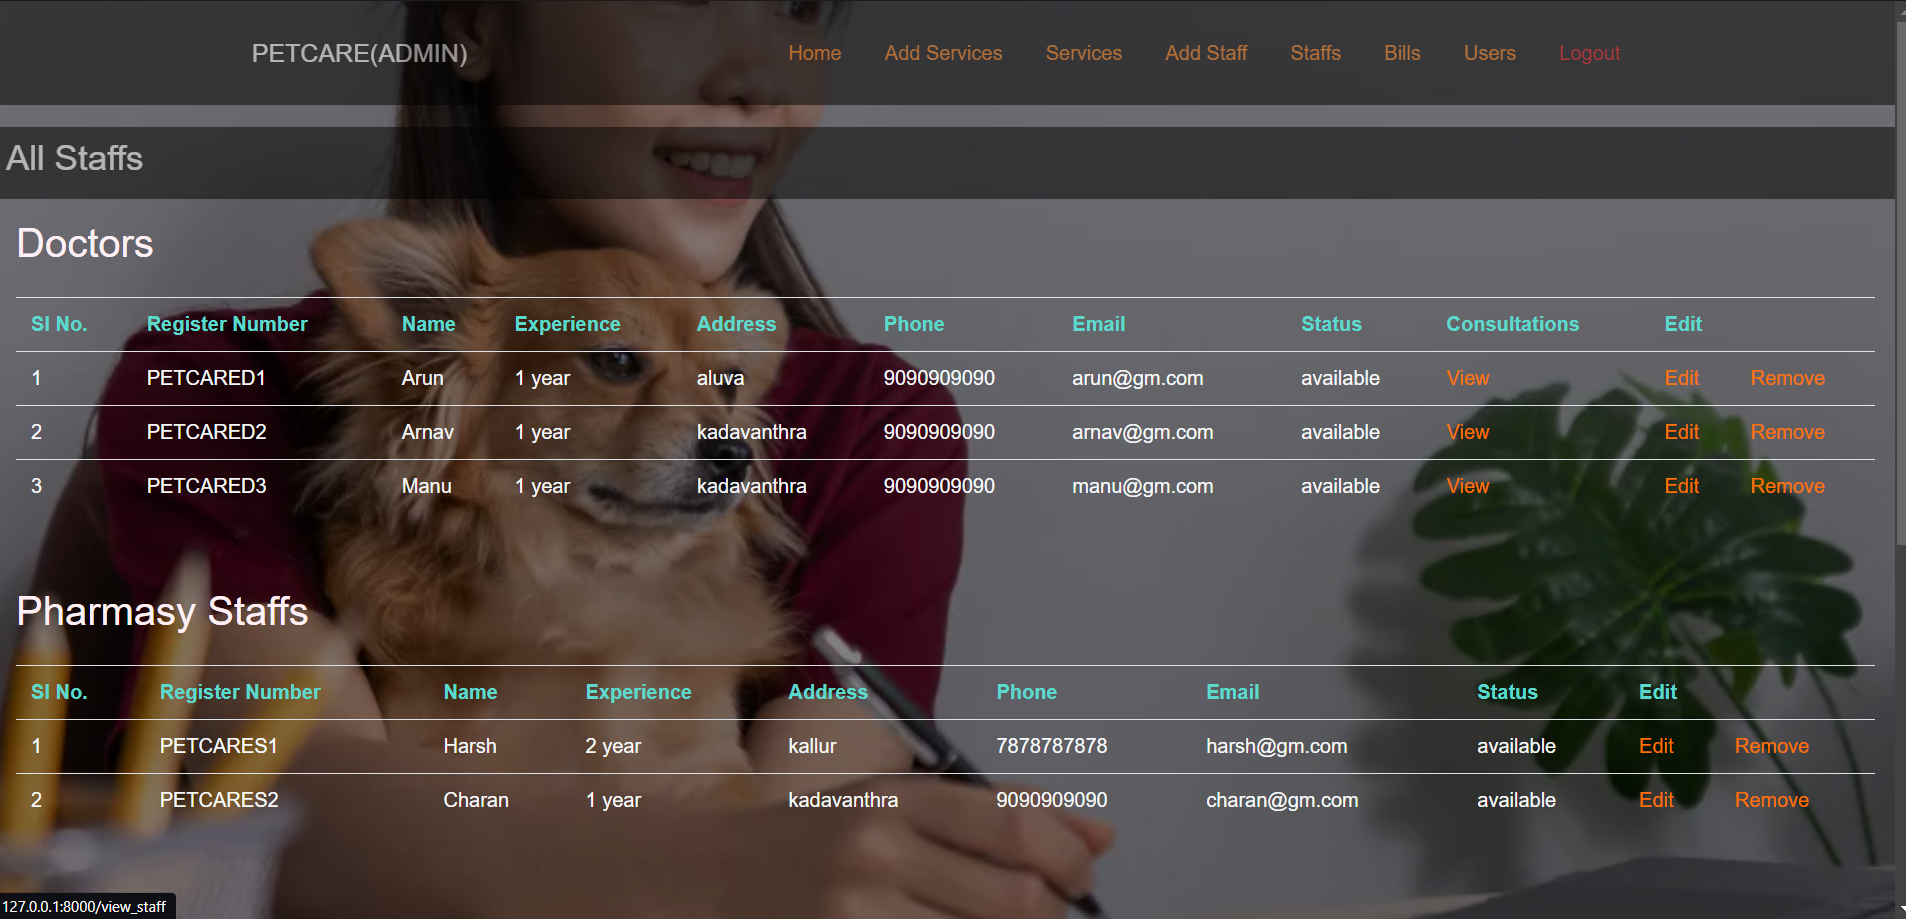 PETCARE(ADMIN) Home Add Services Services Add Staff Staffs Bills Users Logout
All Staffs
Doctors
Sl No. Register Number Name Experience Address Phone Email Status Consultations Edit
1 PETCARED1 Arun 1 year aluva 9090909090 arun@gm.com available View Edit Remove
2 PETCARED2 Arnav 1 year kadavanthra 9090909090 arnav@gm.com available View Edit Remove
3 PETCARED3 Manu 1 year kadavanthra 9090909090 manu@gm.com available View Edit Remove
Pharmasy Staffs
Sl No. Register Number Name Experience Address Phone Email Status Edit
1 PETCARES1 Harsh 2 year kallur 7878787878 harsh@gm.com available Edit Remove
2 PETCARES2 Charan 1 year kadavanthra 9090909090 charan@gm.com available Edit Remove
127.0.0.1:8000/view_staff